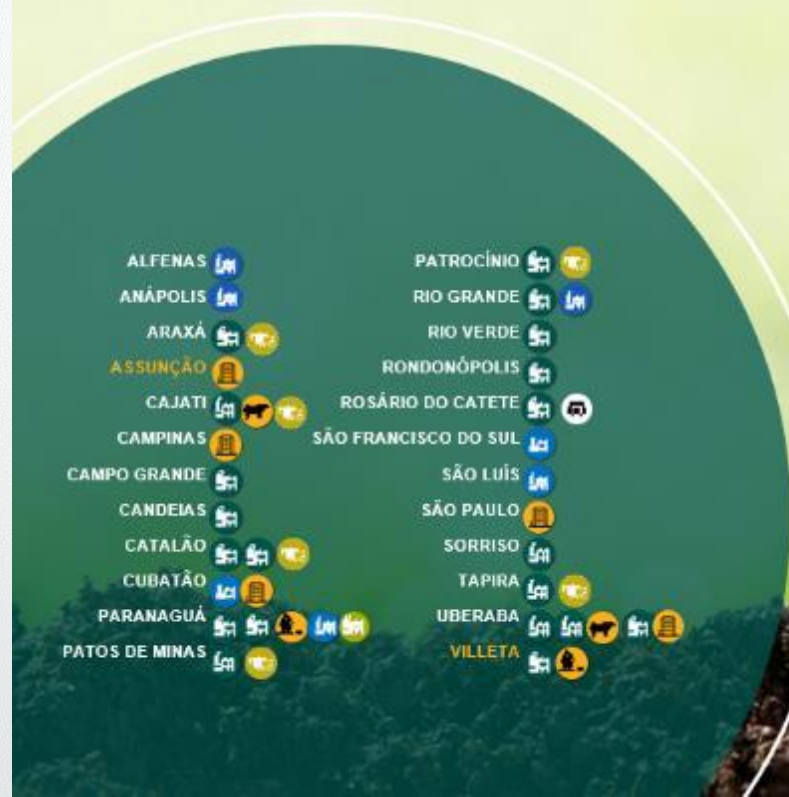 ALFENAS
ANÁPOLIS
ARAXÁ
ASSUNÇÃO
CAJATI
CAMPINAS
CAMPO GRANDE
CANDEIAS
CATALÃO
CUBATÃO
PARANAGUÁ
PATOS DE MINAS
PATROCÍNIO
RIO GRANDE
RIO VERDE
RONDONÓPOLIS
ROSÁRIO DO CATETE
SÃO FRANCISCO DO SUL
SÃO LUÍS
SÃO PAULO
SORRISO
TAPIRA
UBERABA
VILLETA